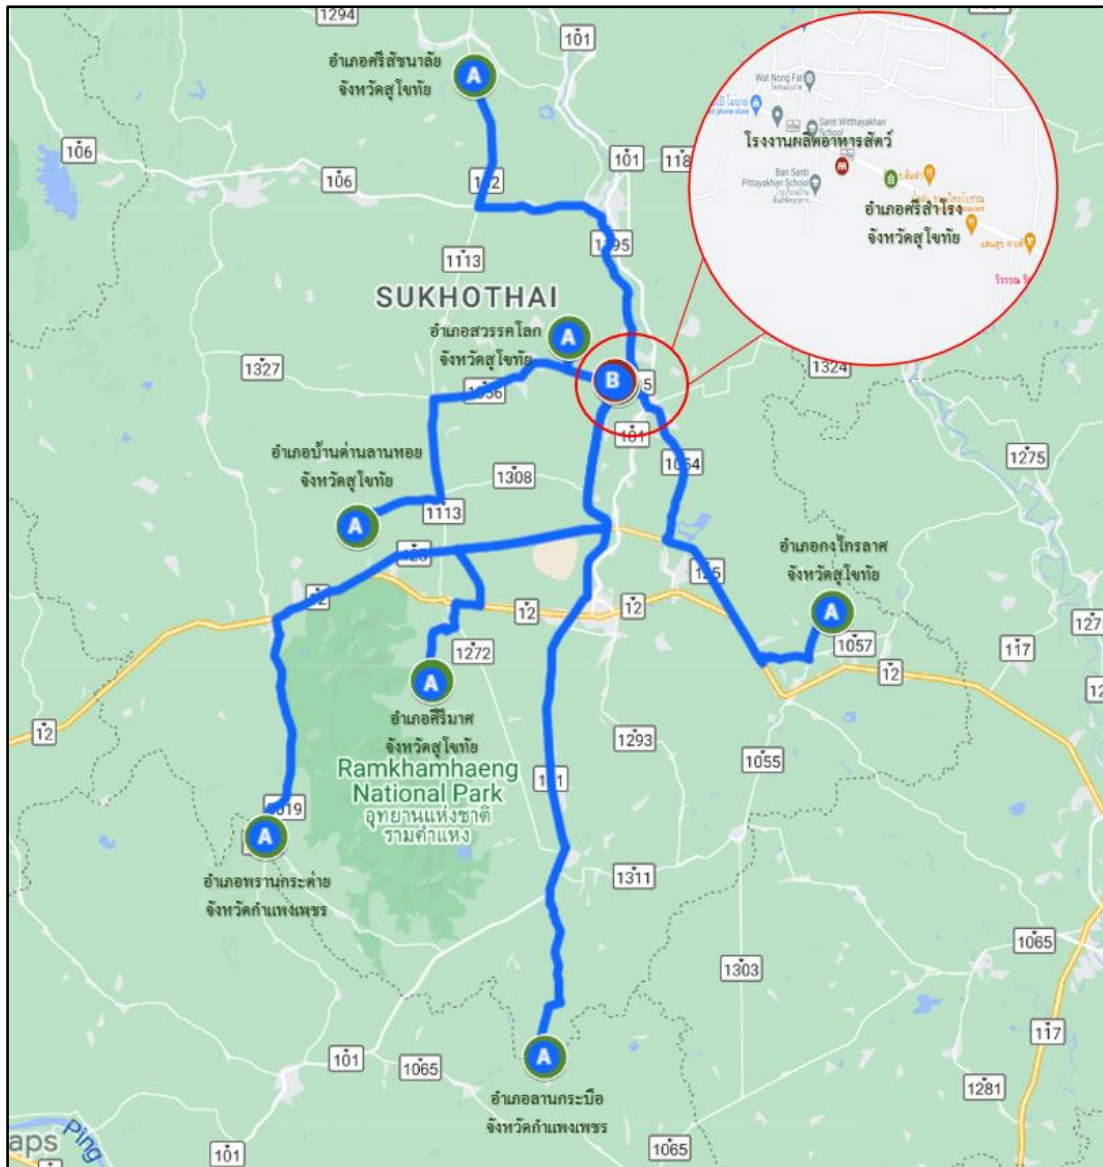 1294
101
อำเภอศรีสัชนาลัย
จังหวัดสุโขทัย
A
106
106
102
101
118
1195
1113
SUKHOTHAI
อำเภอสวรรคโลก
จังหวัดสุโขทัย
A
B
1327
1056
1324
101
Wat Nong Fat
phone store
Santi Witthayakhan
School
โรงงานผลิตอาหารสัตว์
Ban Santi
Pittayakhan School
อำเภอศรีสำโรง
จังหวัดสุโขทัย
อำเภอบ้านด่านลานหอย
จังหวัดสุโขทัย
A
1308
1113
1054
1275
อำเภอกงไกรลาศ
จังหวัดสุโขทัย
A
125
125
12
12
12
1057
117
12
1272
A
อำเภอคีรีมาศ
จังหวัดสุโขทัย
12
1293
1055
Ramkhamhaeng
National Park
อุทยานแห่งชาติ
รามคำแหง
101
A
อำเภอพรานกระต่าย
จังหวัดกำแพงเพชร
1311
1065
1303
117
A
101
1065
อำเภอลานกระบือ
จังหวัดกำแพงเพชร
1281
aps
Ping
101
1065